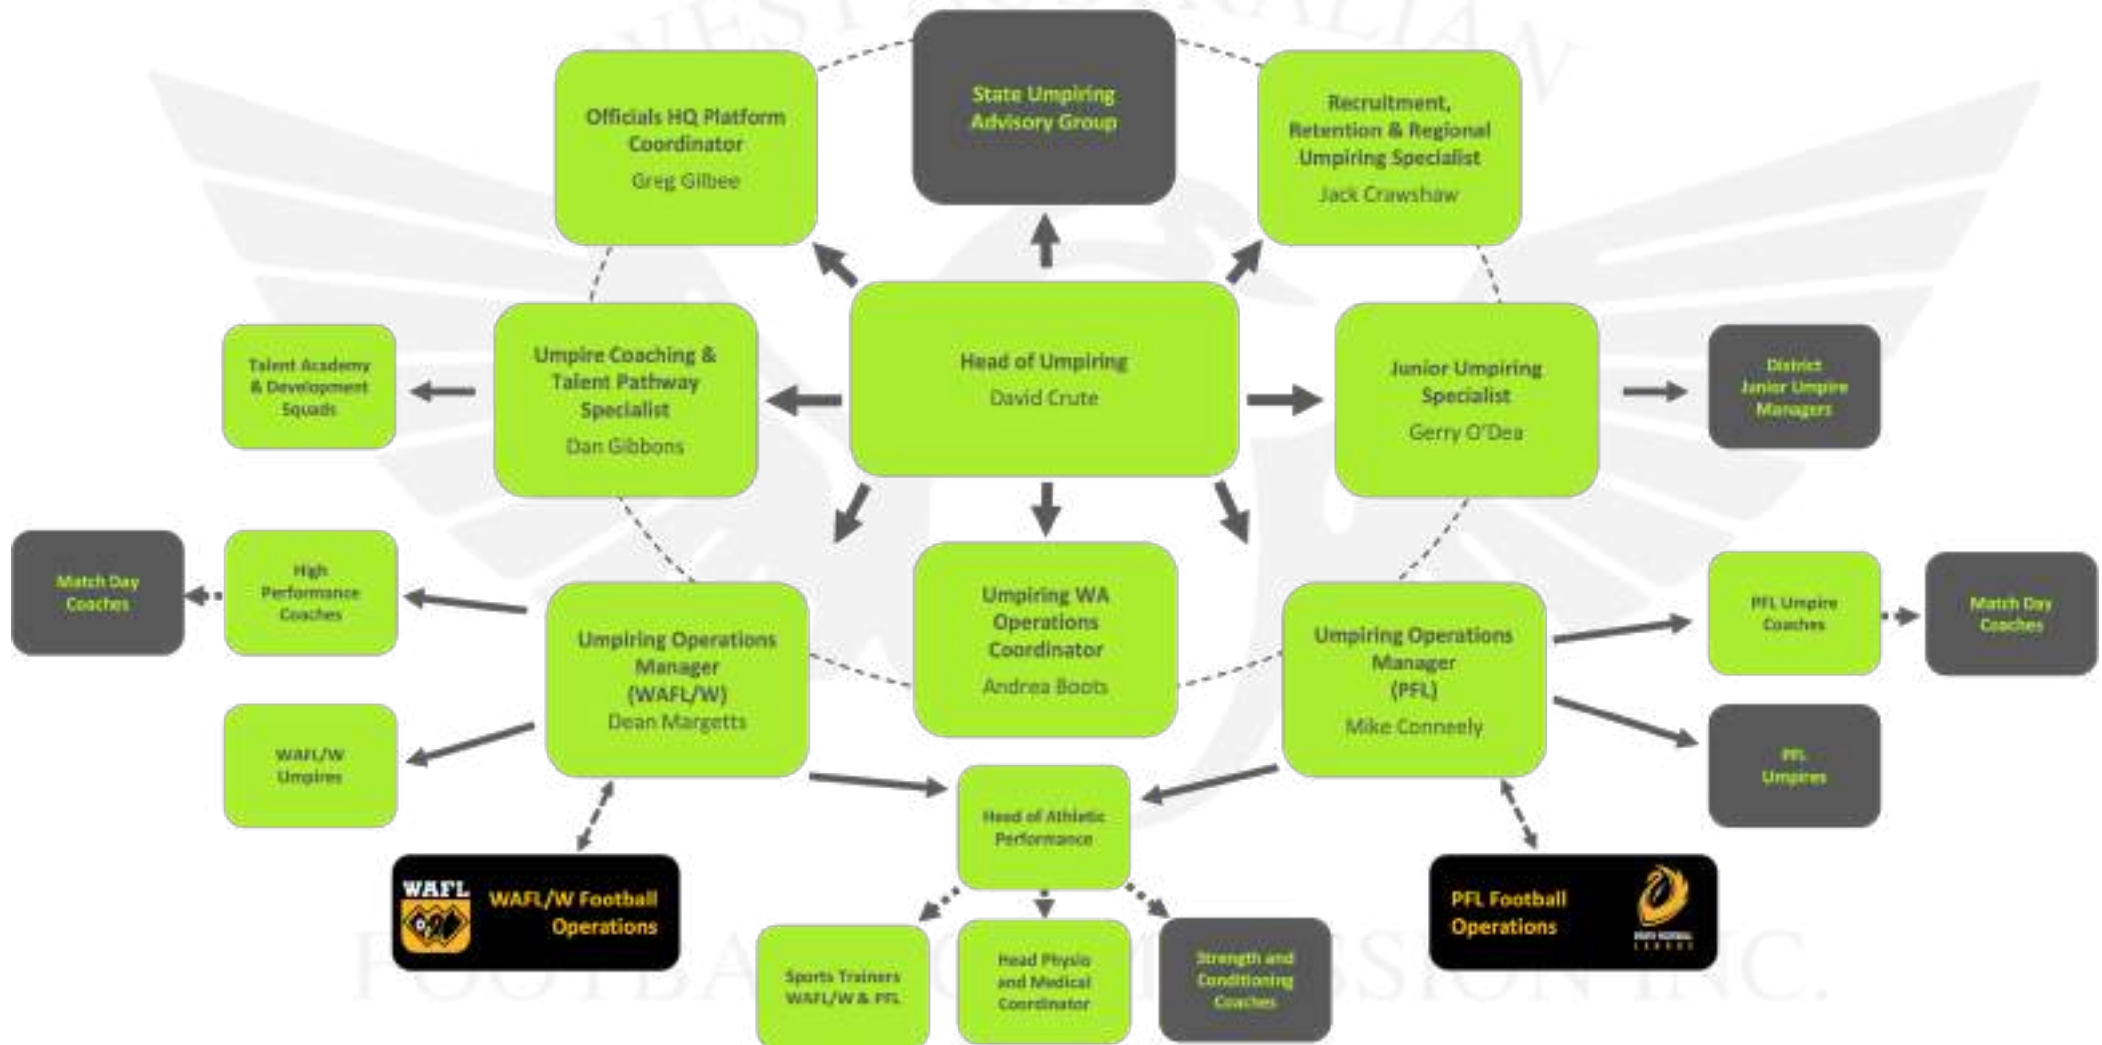 WEST AUSTRALIAN
Officials HQ Platform
Coordinator
Greg Gilbee
State Umpiring
Advisory Group
Recruitment,
Retention & Regional
Umpiring Specialist
Jack Crawshaw
Talent Academy
& Development
Squads
Umpire Coaching &
Talent Pathway
Specialist
Dan Gibbons
Head of Umpiring
David Crute
Junior Umpiring
Specialist
Gerry O'Dea
District
Junior Umpire
Managers
Match Day
Coaches
High
Performance
Coaches
Umpiring Operations
Manager
(WAFL/W)
Dean Margetts
Umpiring WA
Operations
Coordinator
Andrea Boots
Umpiring Operations
Manager
(PFL)
Mike Conneely
PFL Umpire
Coaches
Match Day
Coaches
WAFL/W
Umpires
PFL
Umpires
Head of Athletic
Performance
WAFL
WAFL/W Football
Operations
PFL Football
Operations
Sports Trainers
WAFL/W & PFL
Head Physio
and Medical
Coordinator
Strength and
Conditioning
Coaches
FOOTBALL COMMISSION INC.